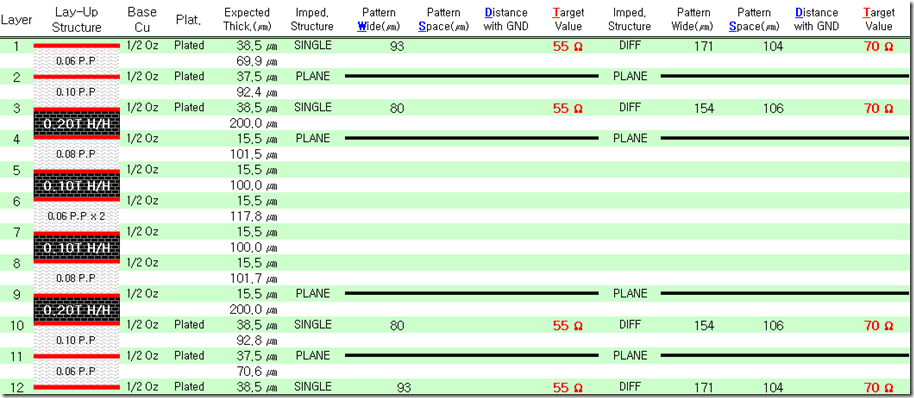 Layer Lay-Up Structure Base Cu Plat. Expected Thick.(㎛) Imped. Structure Pattern Wide(㎛) Pattern Space(㎛) Distance with GND Target Value Imped. Structure Pattern Wide(㎛) Pattern Space(㎛) Distance with GND Target Value
1 1/2 Oz Plated 38,5 ㎛ SINGLE 93 55 Ω DIFF 171 104 70 Ω
0.06 P.P 69,9 ㎛
2 1/2 Oz Plated 37,5 ㎛ PLANE PLANE
0.10 P.P 92,4 ㎛
3 1/2 Oz Plated 38,5 ㎛ SINGLE 80 55 Ω DIFF 154 106 70 Ω
0.20T H/H 200,0 ㎛
4 1/2 Oz 15,5 ㎛ PLANE PLANE
0.08 P.P 101,5 ㎛
5 1/2 Oz 15,5 ㎛
0.10T H/H 100,0 ㎛
6 1/2 Oz 15,5 ㎛
0.06 P.P x 2 117,8 ㎛
7 1/2 Oz 15,5 ㎛
0.10T H/H 100,0 ㎛
8 1/2 Oz 15,5 ㎛
0.08 P.P 101,7 ㎛
9 1/2 Oz 15,5 ㎛ PLANE PLANE
0.20T H/H 200,0 ㎛
10 1/2 Oz Plated 38,5 ㎛ SINGLE 80 55 Ω DIFF 154 106 70 Ω
0.10 P.P 92,8 ㎛
11 1/2 Oz Plated 37,5 ㎛ PLANE PLANE
0.06 P.P 70,6 ㎛
12 1/2 Oz Plated 38,5 ㎛ SINGLE 93 55 Ω DIFF 171 104 70 Ω